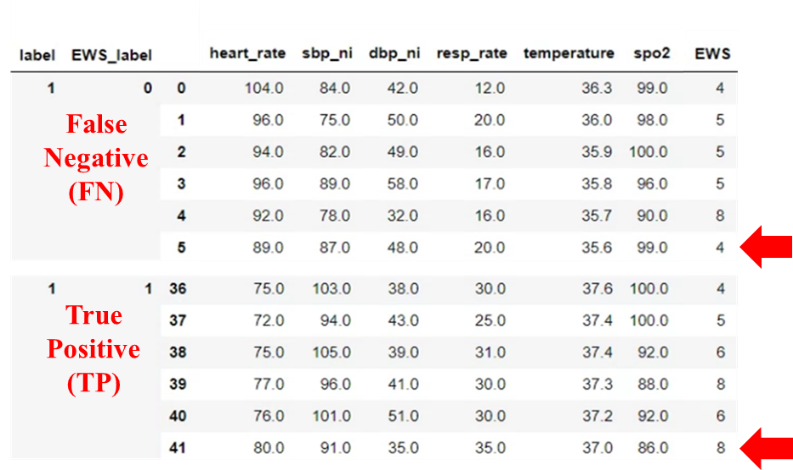 label EWS_label heart_rate sbp_ni dbp_ni resp_rate temperature spo2 EWS
1 0 0 104.0 84.0 42.0 12.0 36.3 99.0 4
False Negative (FN)
1 96.0 75.0 50.0 20.0 36.0 98.0 5
2 94.0 82.0 49.0 16.0 35.9 100.0 5
3 96.0 89.0 58.0 17.0 35.8 96.0 5
4 92.0 78.0 32.0 16.0 35.7 90.0 8
5 89.0 87.0 48.0 20.0 35.6 99.0 4
1 1 36 75.0 103.0 38.0 30.0 37.6 100.0 4
True Positive (TP)
37 72.0 94.0 43.0 25.0 37.4 100.0 5
38 75.0 105.0 39.0 31.0 37.4 92.0 6
39 77.0 96.0 41.0 30.0 37.3 88.0 8
40 76.0 101.0 51.0 30.0 37.2 92.0 6
41 80.0 91.0 35.0 35.0 37.0 86.0 8